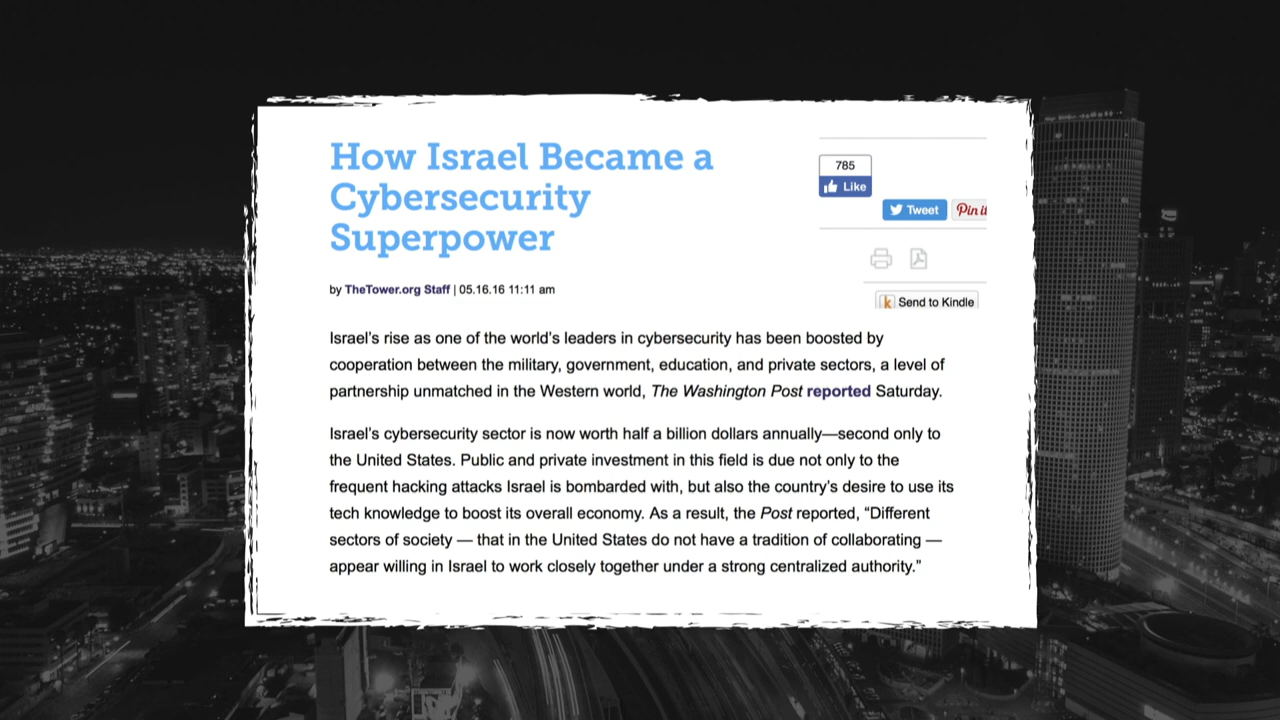 How Israel Became a
Cybersecurity
Superpower
785
Like
Tweet
Pin it
Send to Kindle
by TheTower.org Staff | 05.16.16 11:11 am
Israel's rise as one of the world's leaders in cybersecurity has been boosted by
cooperation between the military, government, education, and private sectors, a level of
partnership unmatched in the Western world, The Washington Post reported Saturday.
Israel's cybersecurity sector is now worth half a billion dollars annually—second only to
the United States. Public and private investment in this field is due not only to the
frequent hacking attacks Israel is bombarded with, but also the country's desire to use its
tech knowledge to boost its overall economy. As a result, the Post reported, “Different
sectors of society — that in the United States do not have a tradition of collaborating —
appear willing in Israel to work closely together under a strong centralized authority.”